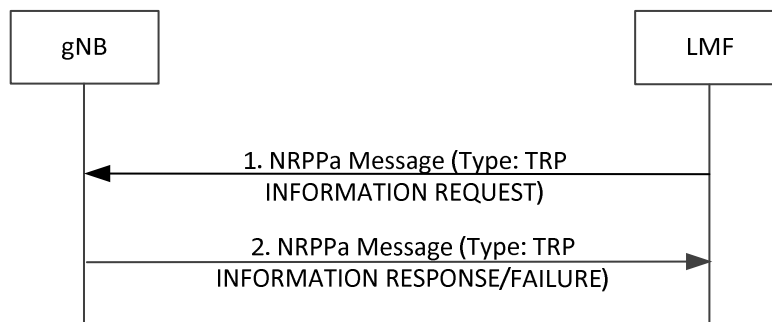 gNB
LMF
1. NRPPa Message (Type: TRP
INFORMATION REQUEST)
2. NRPPa Message (Type: TRP
INFORMATION RESPONSE/FAILURE)